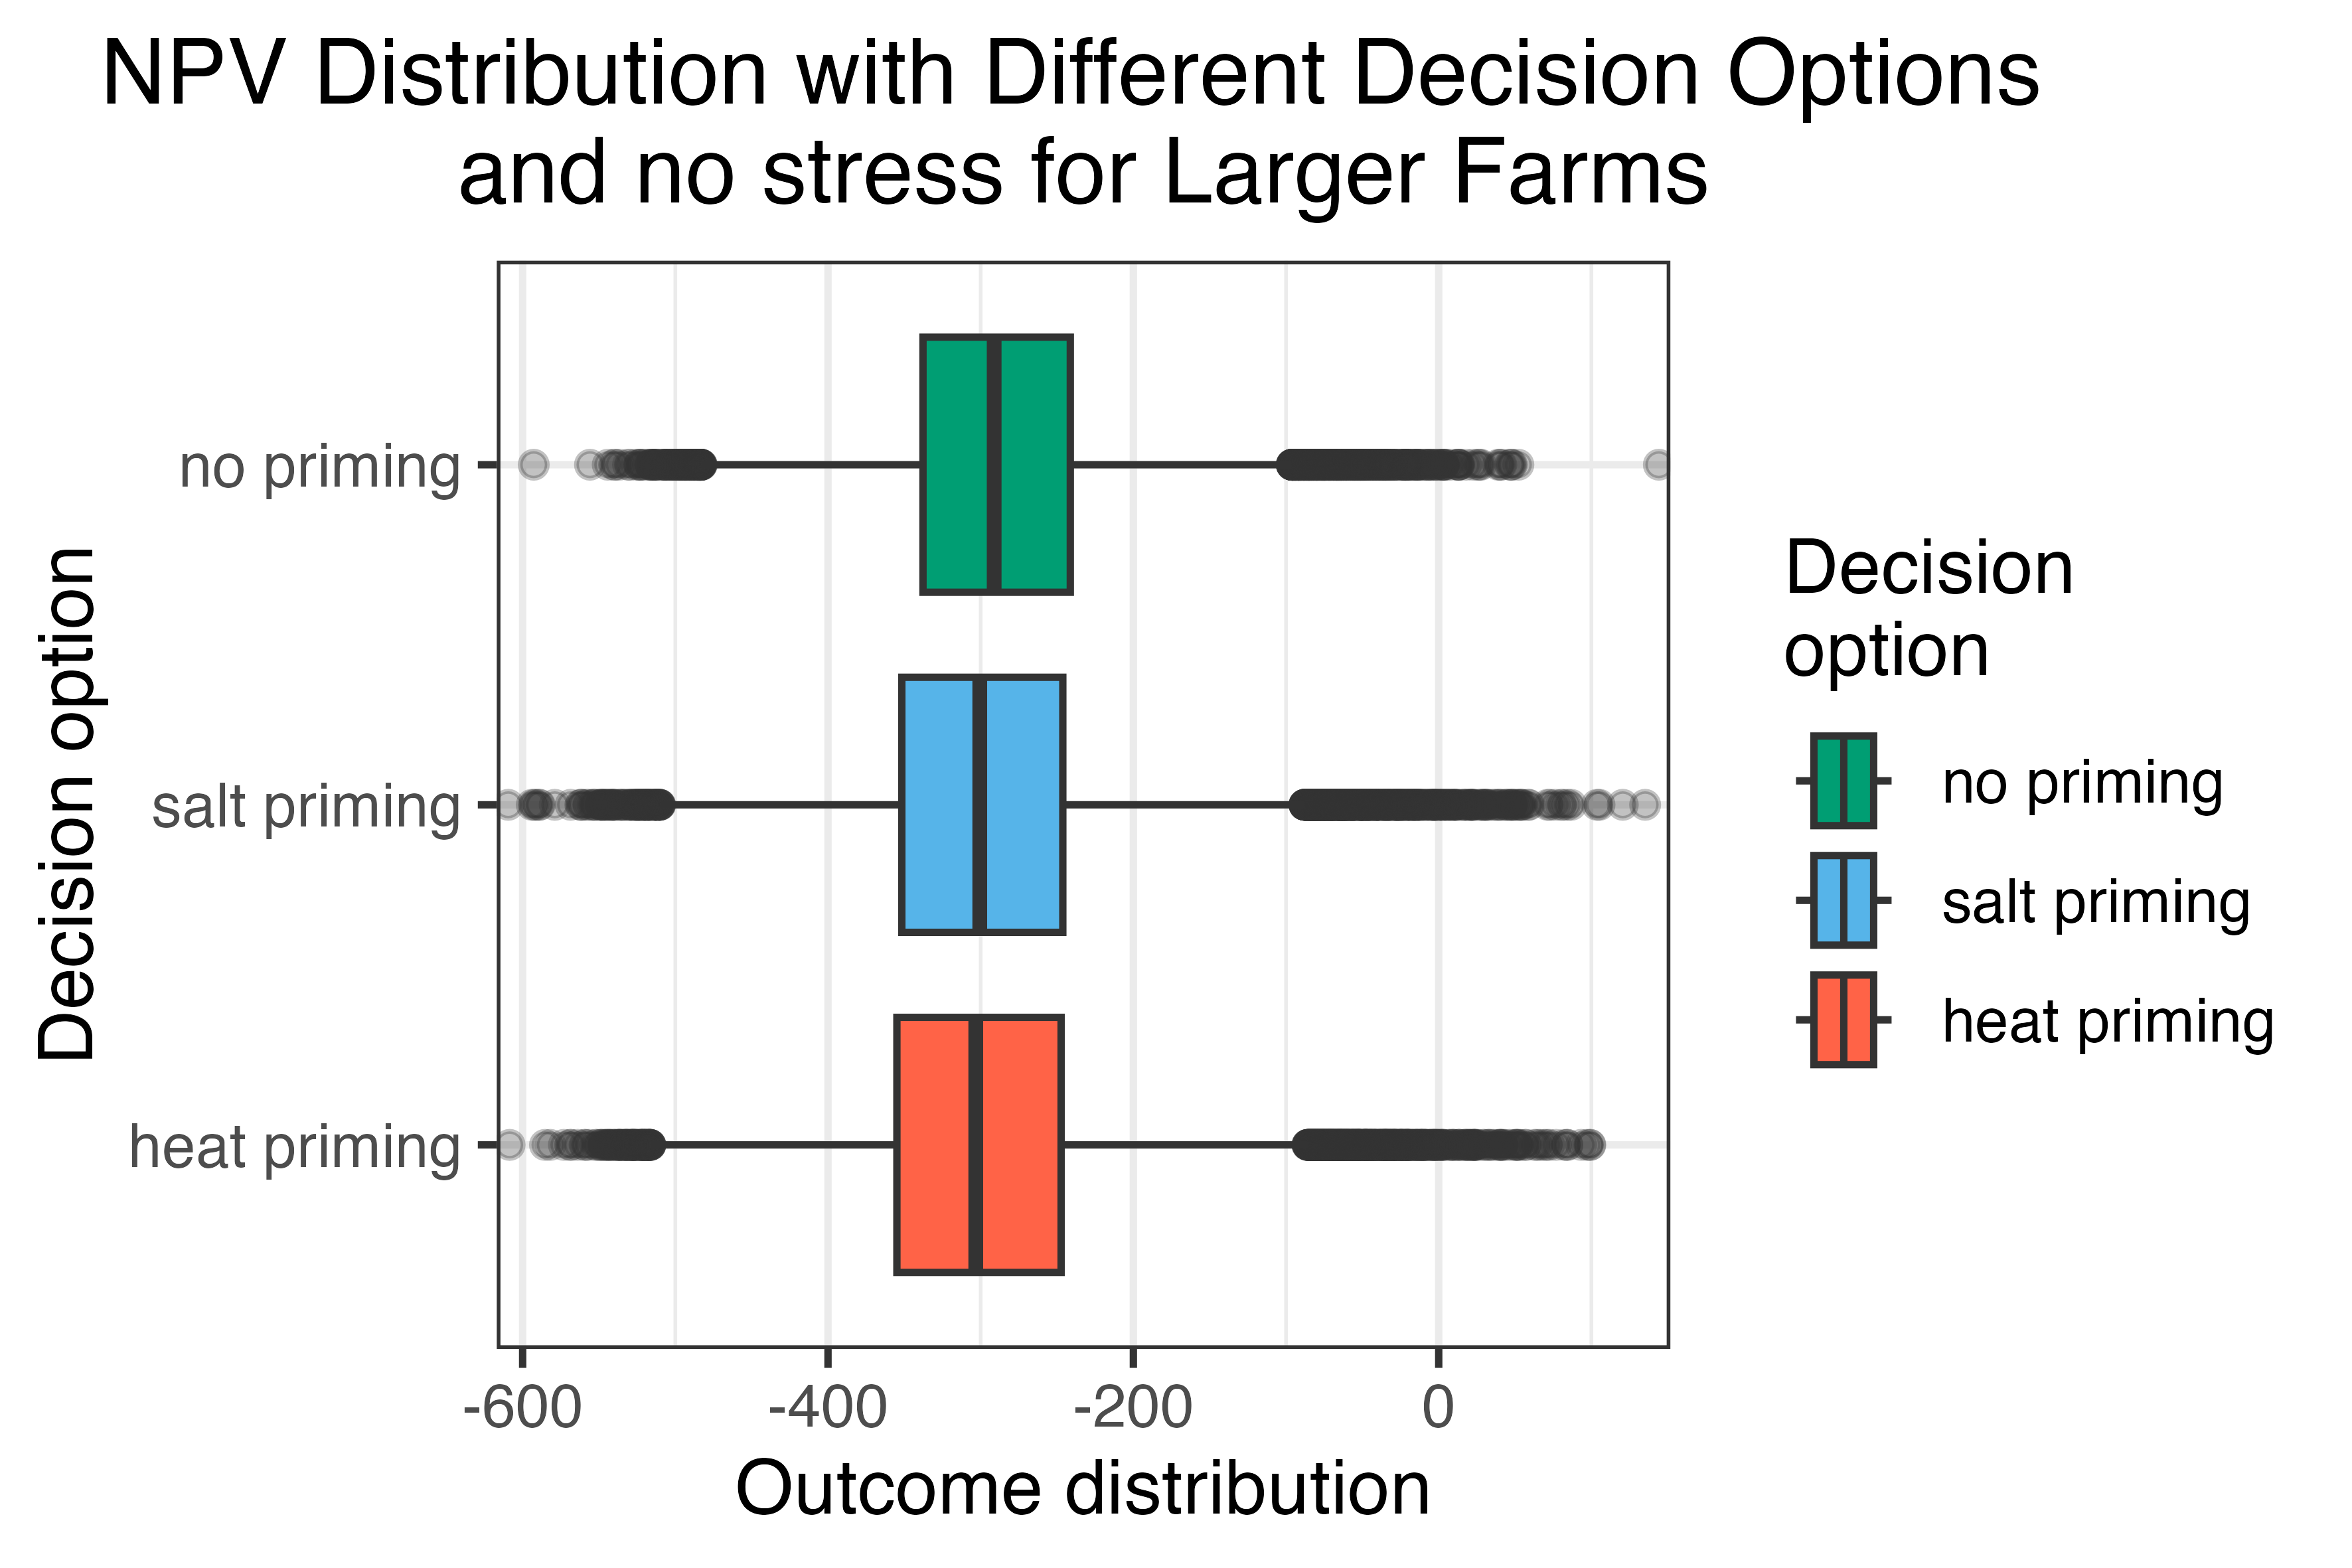 NPV Distribution with Different Decision Options
and no stress for Larger Farms
Decision option
no priming
salt priming
heat priming
-600
-400
-200
0
Outcome distribution
Decision
option
no priming
salt priming
heat priming